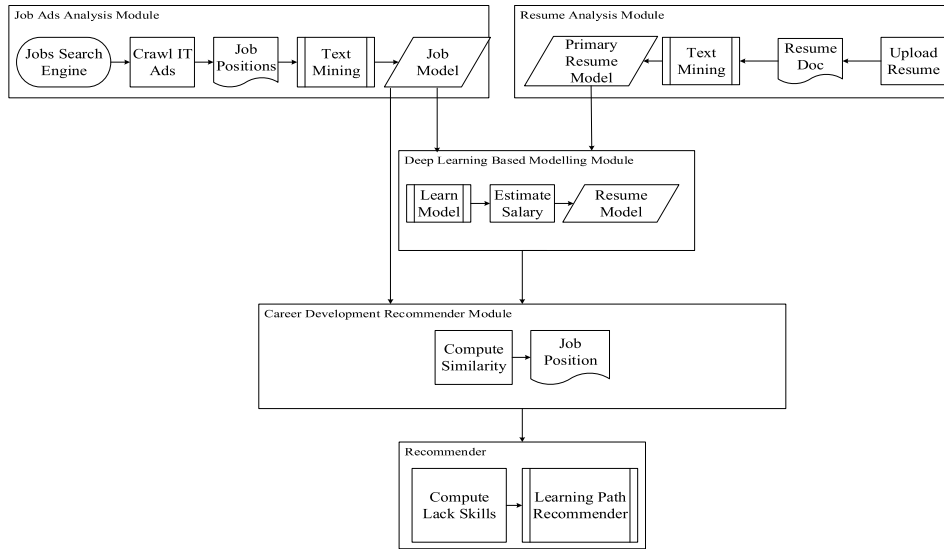 Job Ads Analysis Module
Jobs Search
Engine
Crawl IT
Ads
Job
Positions
Text
Mining
Job
Model
Resume Analysis Module
Primary
Resume Model
Text
Mining
Resume
Doc
Upload
Resume
Deep Learning Based Modelling Module
Learn
Model
Estimate
Salary
Resume
Model
Career Development Recommender Module
Compute
Similarity
Job
Position
Recommender
Compute
Lack Skills
Learning Path
Recommender